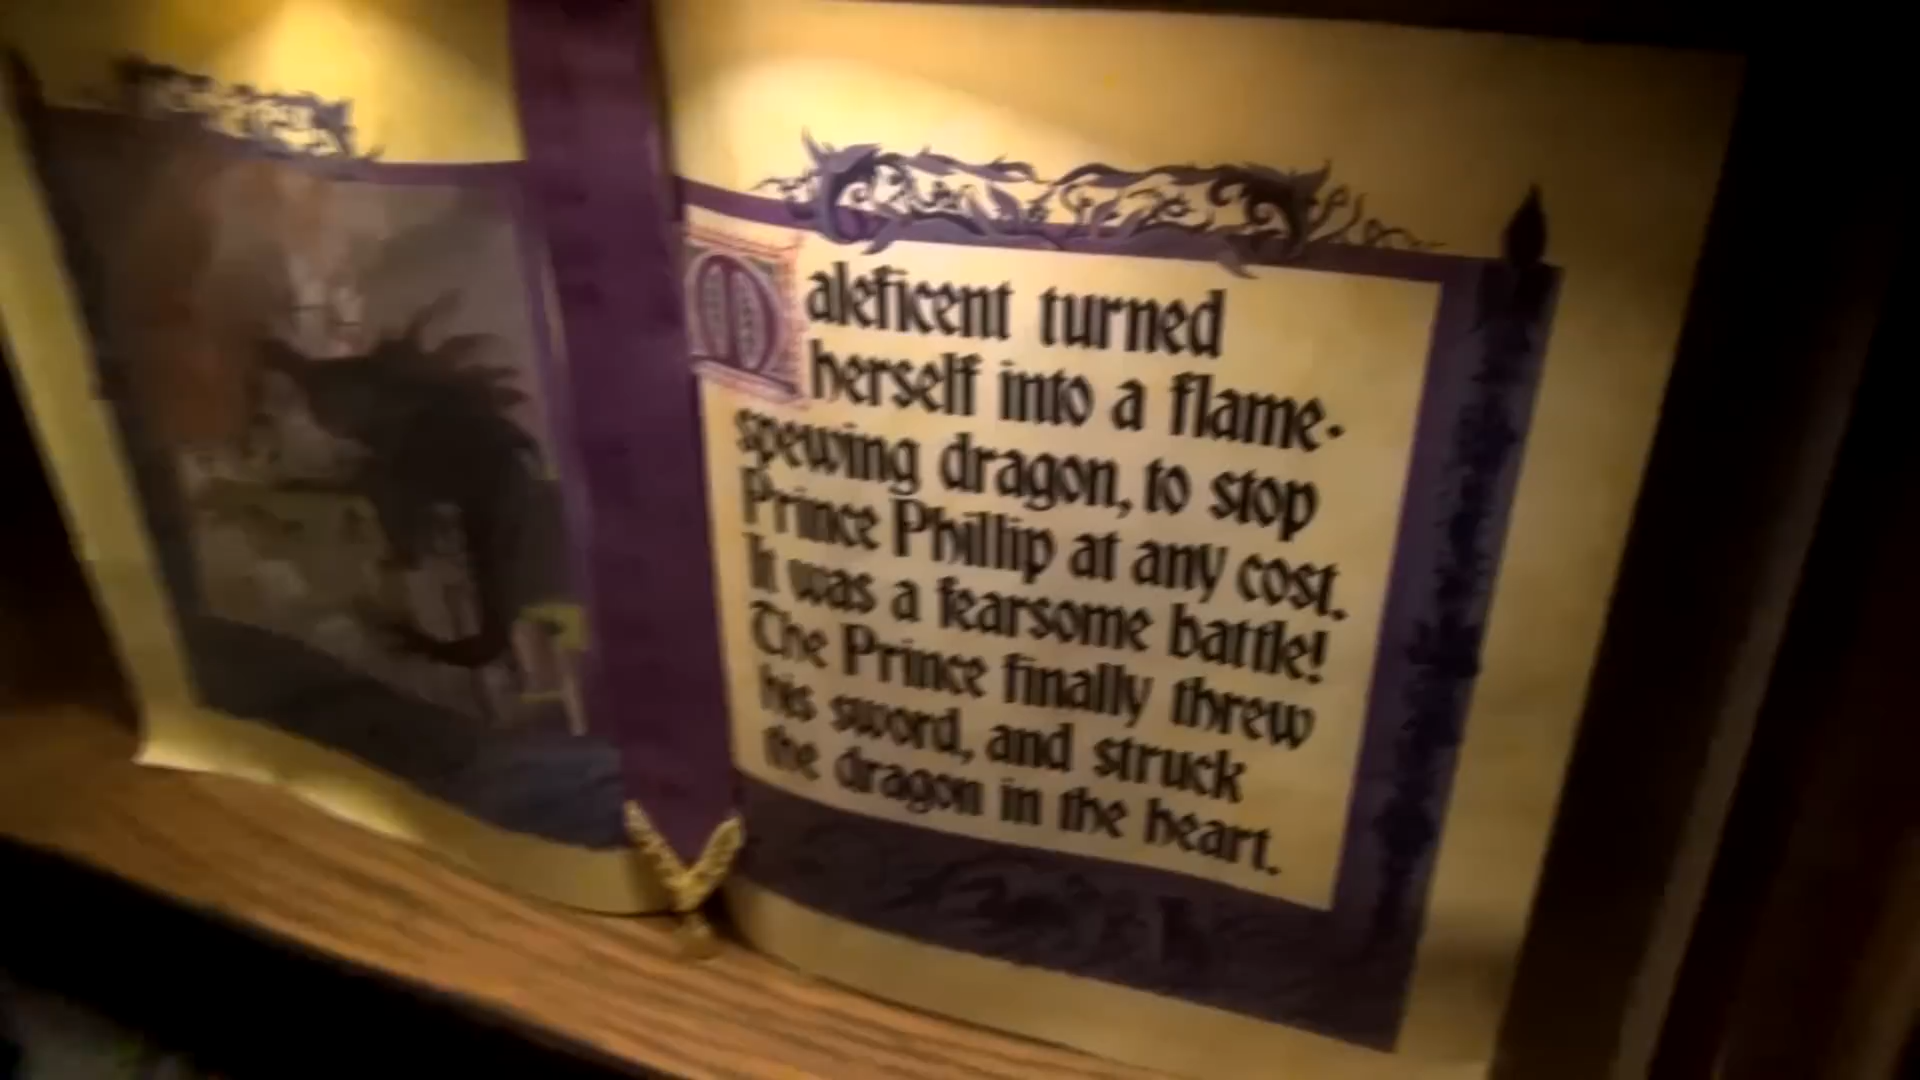 Maleficent turned
herself into a flame-
spewing dragon, to stop
Prince Phillip at any cost.
It was a fearsome battle!
The Prince finally threw
his sword, and struck
the dragon in the heart.